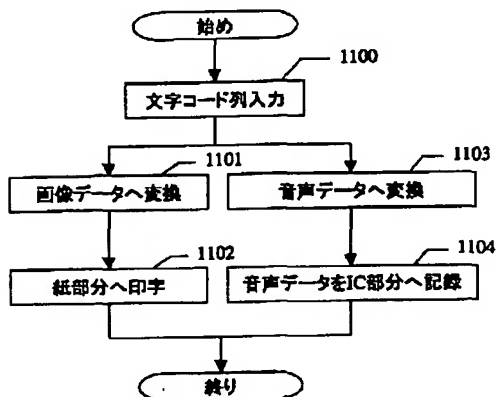 始め
1100
文字コード列入力
1101
1103
画像データへ変換
音声データへ変換
1102
1104
紙部分へ印字
音声データをIC部分へ記録
終り